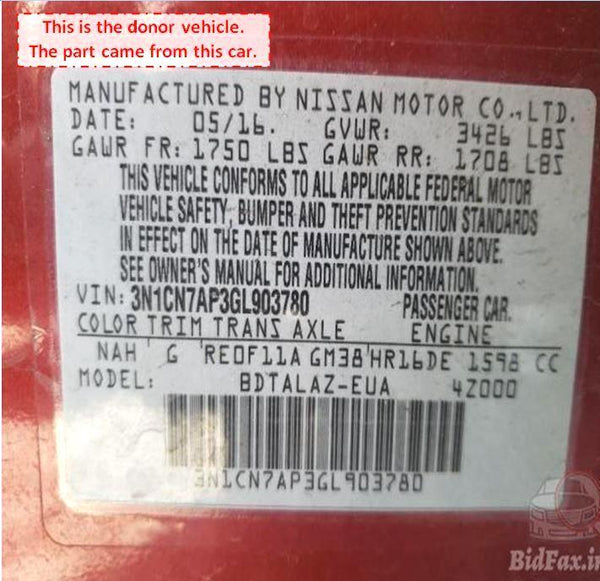 This is the donor vehicle.
The part came from this car.
MANUFACTURED BY NISSAN MOTOR CO.,LTD.
DATE: 05/16. GVWR: 3426 LBS
GAWR FR: 1750 LBS GAWR RR: 1708 LBS
THIS VEHICLE CONFORMS TO ALL APPLICABLE FEDERAL MOTOR
VEHICLE SAFETY, BUMPER AND THEFT PREVENTION STANDARDS
IN EFFECT ON THE DATE OF MANUFACTURE SHOWN ABOVE.
SEE OWNER'S MANUAL FOR ADDITIONAL INFORMATION.
VIN: 3N1CN7AP3GL903780 PASSENGER CAR.
COLOR TRIM TRANS AXLE ENGINE
NAH G RE0F11A GM38 HR16DE 1598 CC
MODEL: BDTALAZ-EUA 4Z000
3N1CN7AP3GL903780